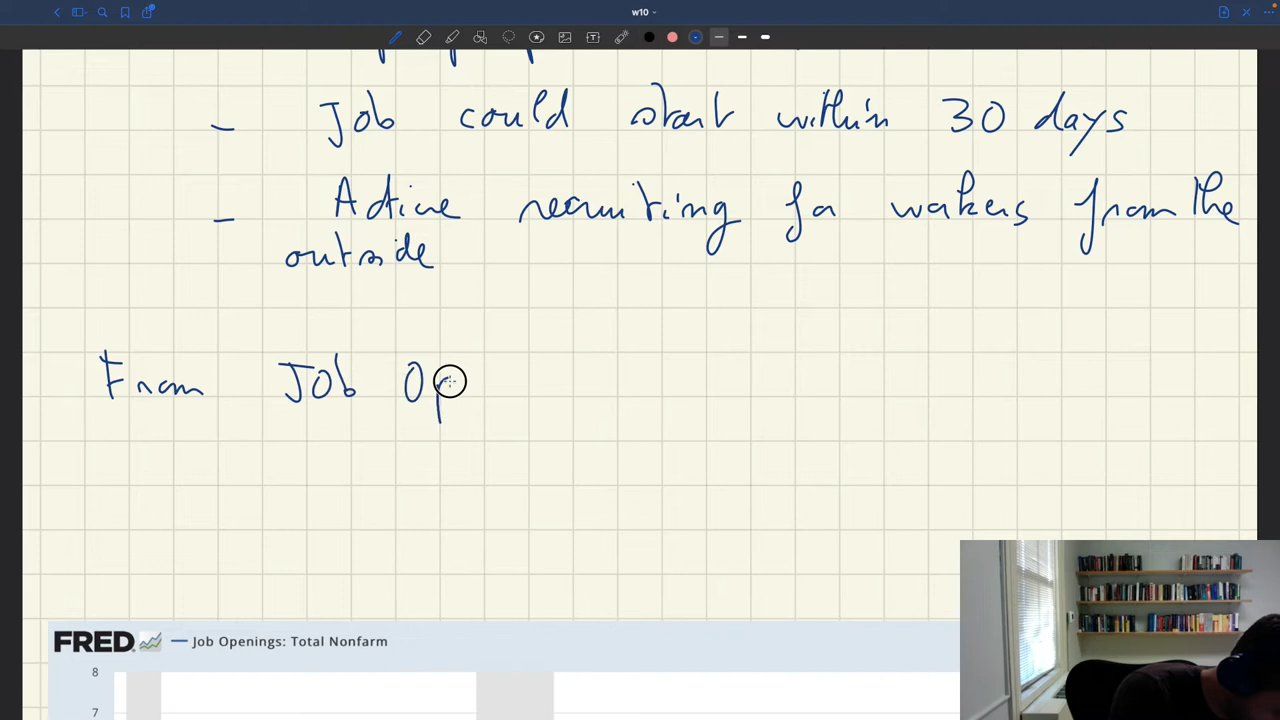 w10
- Job could start within 30 days
- Active recruiting for workers from the
outside
From Job Op
FRED — Job Openings: Total Nonfarm
8
7